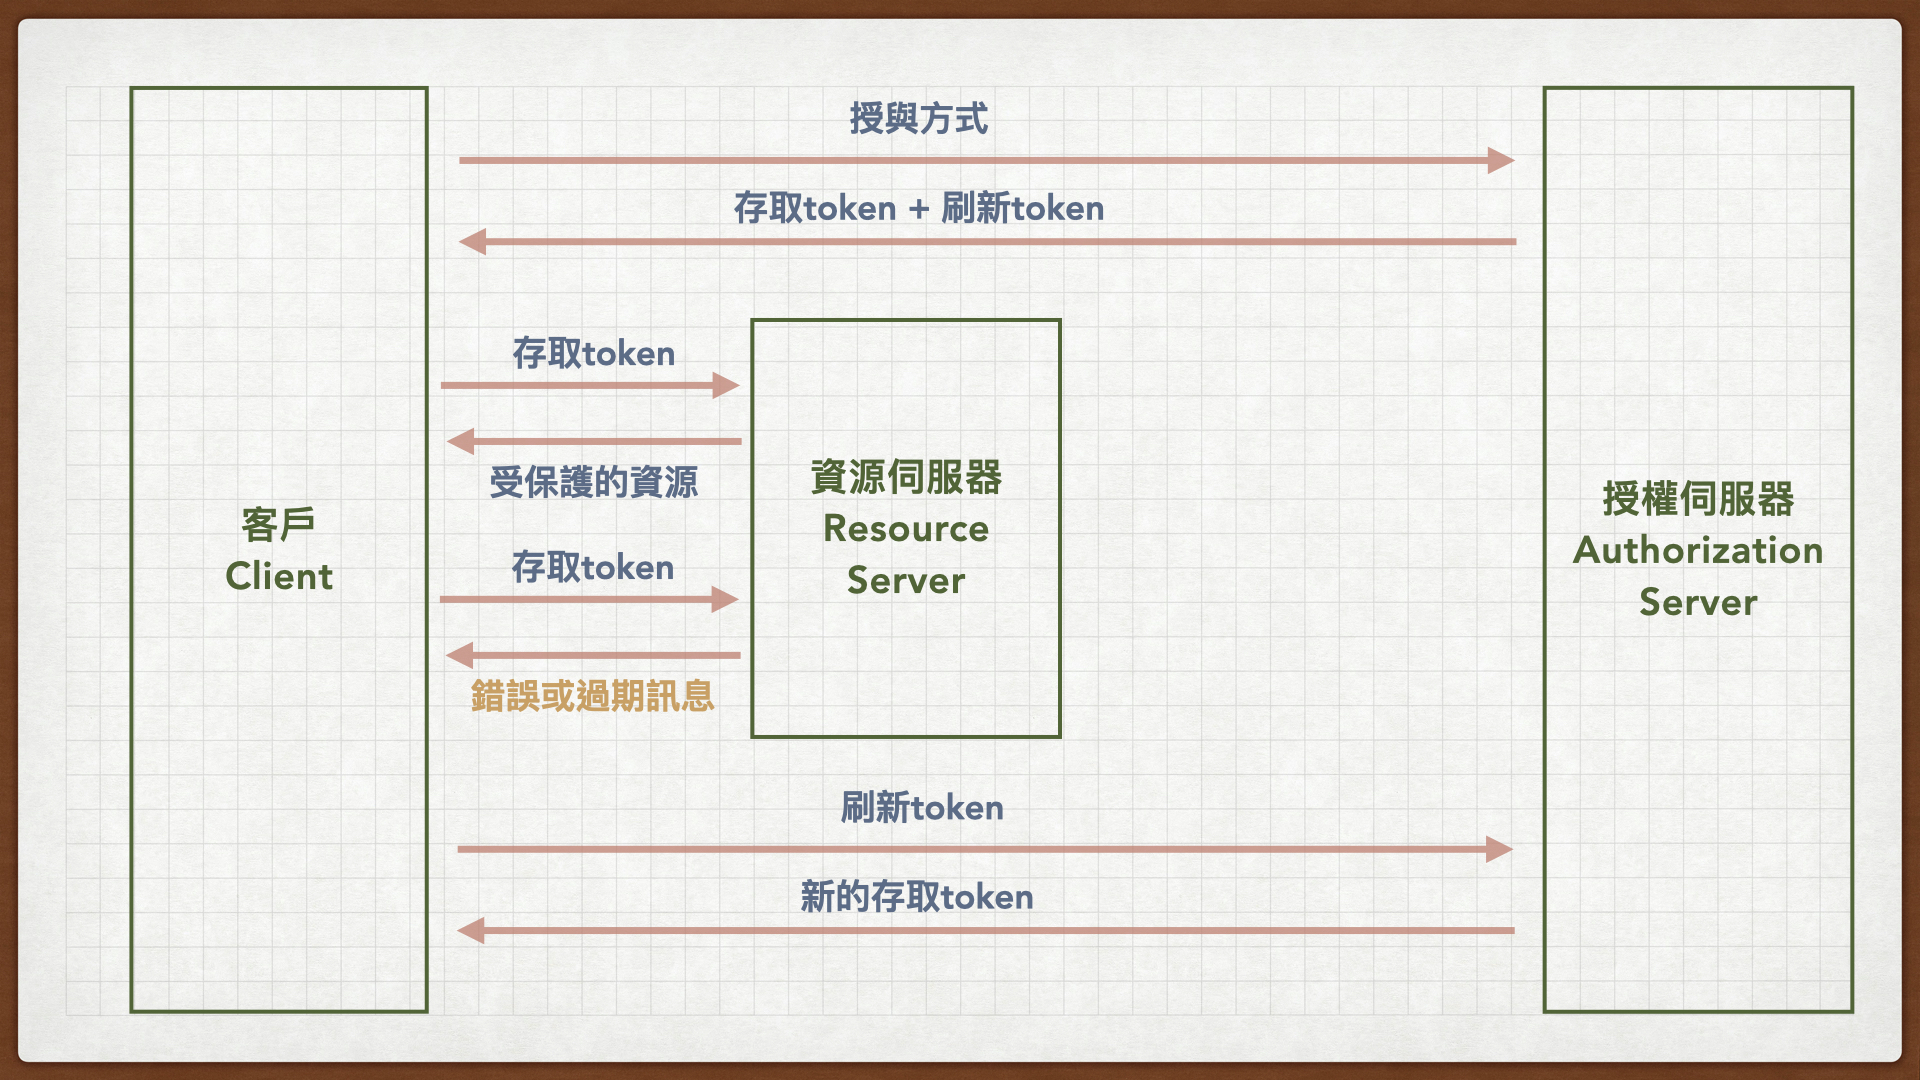 授與方式
存取token + 刷新token
存取token
受保護的資源
資源伺服器
Resource
Server
客戶
Client
授權伺服器
Authorization
Server
存取token
錯誤或過期訊息
刷新token
新的存取token